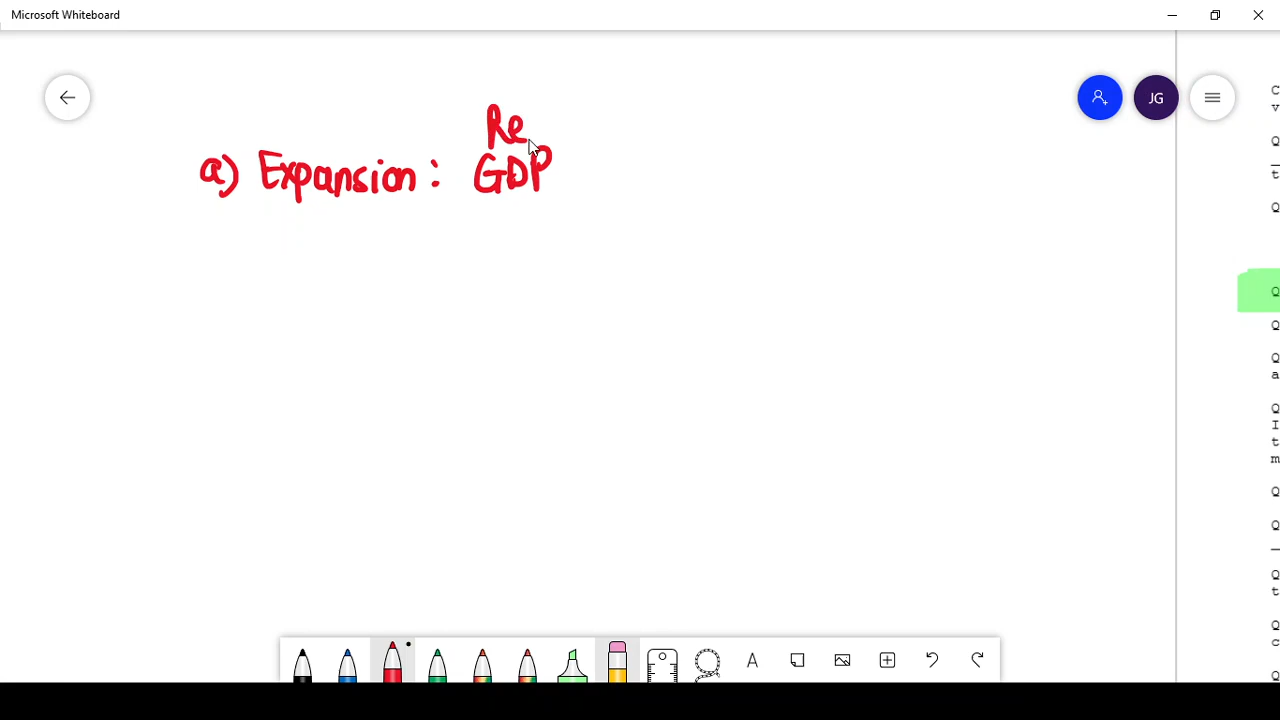 Microsoft Whiteboard
JG
Re
a) Expansion : GDP
C
v
Q
t
Q
Q
Q
Q
a
Q
I
t
m
Q
Q
Q
t
Q
c
Q
A